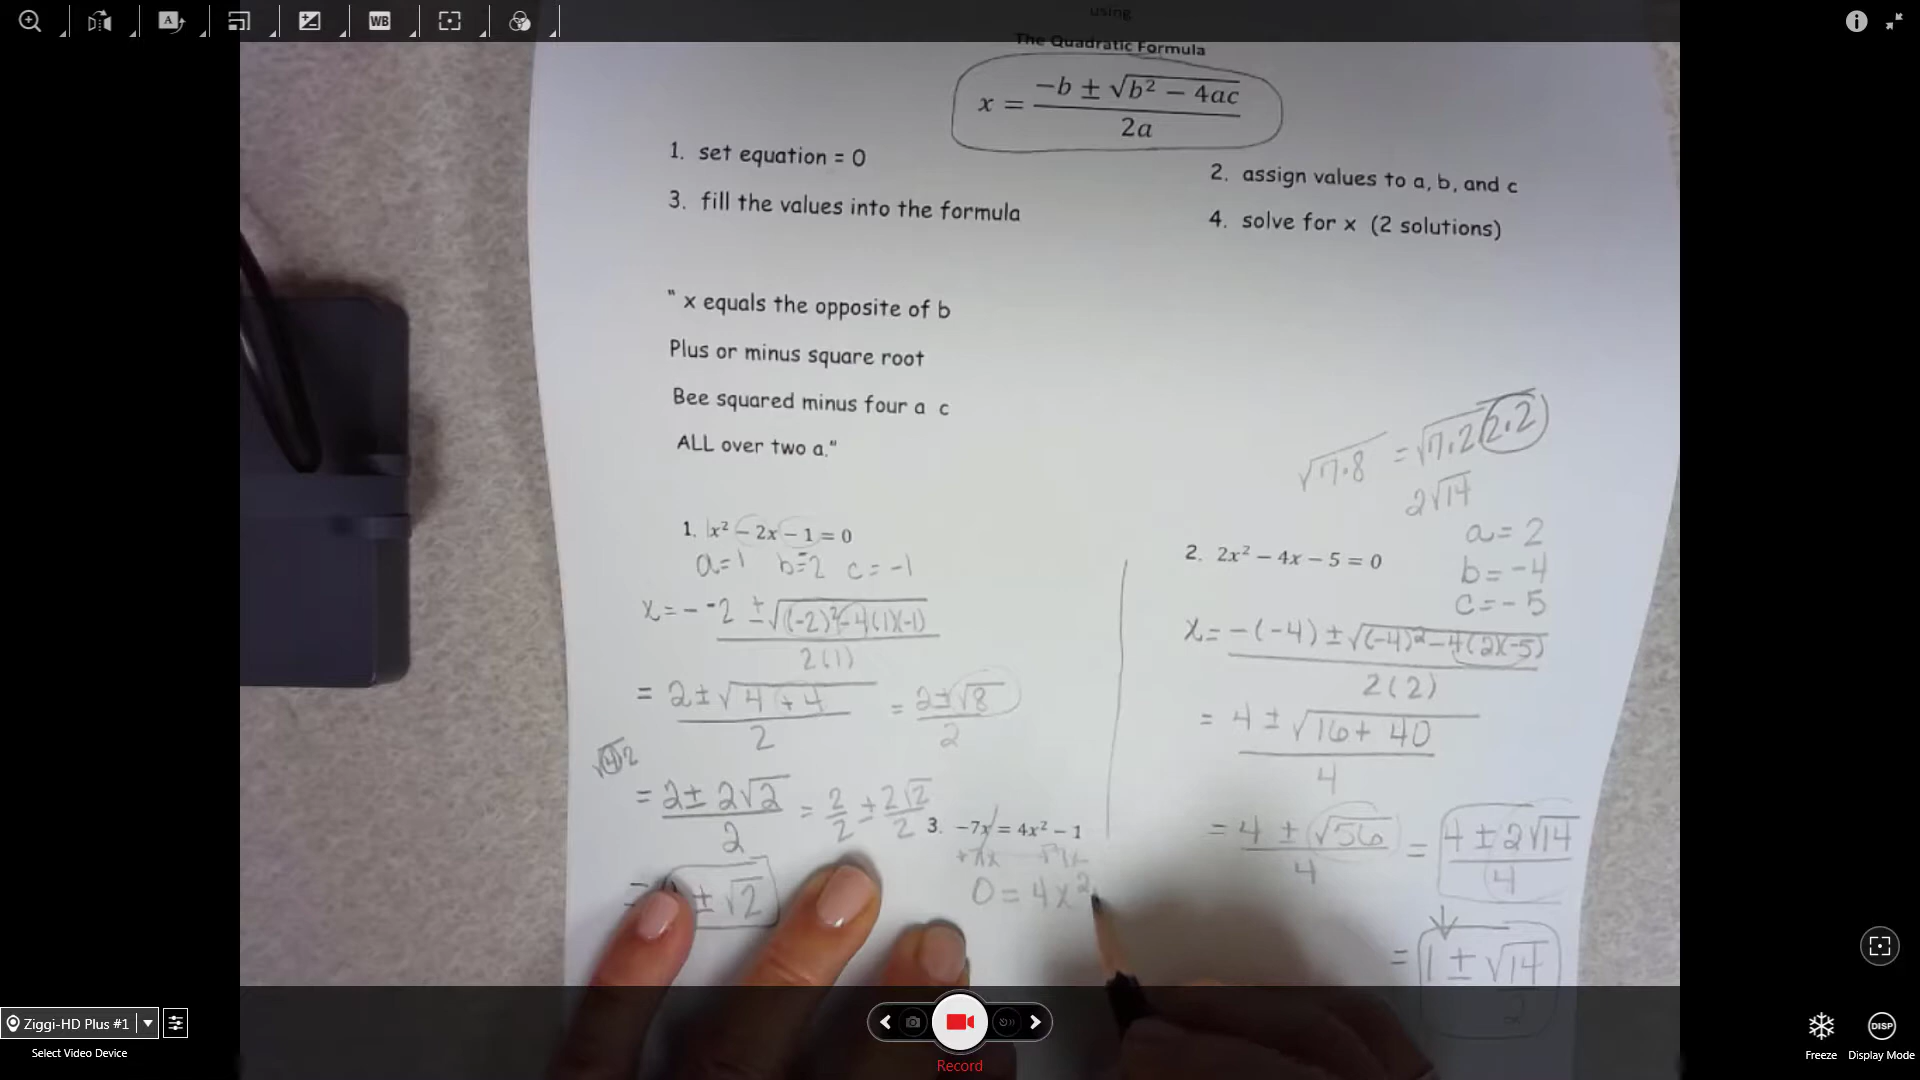 using
The Quadratic Formula
x = −b ± √b² − 4ac / 2a
1. set equation = 0
2. assign values to a, b, and c
3. fill the values into the formula
4. solve for x (2 solutions)
" x equals the opposite of b
Plus or minus square root
Bee squared minus four a c
ALL over two a."
√7·8 = √7·2 2·2
2√14
1. 1x² − 2x − 1 = 0
a=1 b=-2 c = -1
x = - -2 ± √(-2)²-4(1)(-1) / 2(1)
= 2 ± √4 + 4 / 2 = 2 ± √8 / 2
√4·2
= 2 ± 2√2 / 2 = 2/2 ± 2√2/2
± √2
2. 2x² − 4x − 5 = 0
a = 2
b = -4
c = -5
x = -(-4) ± √(-4)² - 4(2)(-5) / 2(2)
= 4 ± √16 + 40 / 4
= 4 ± √56 / 4 = 4 ± 2√14 / 4
= 1 ± √14 / 2
3. −7x = 4x² − 1
+7x +7x
0 = 4x²
A
WB
i
Ziggi-HD Plus #1
Select Video Device
Record
Freeze
DISP
Display Mode